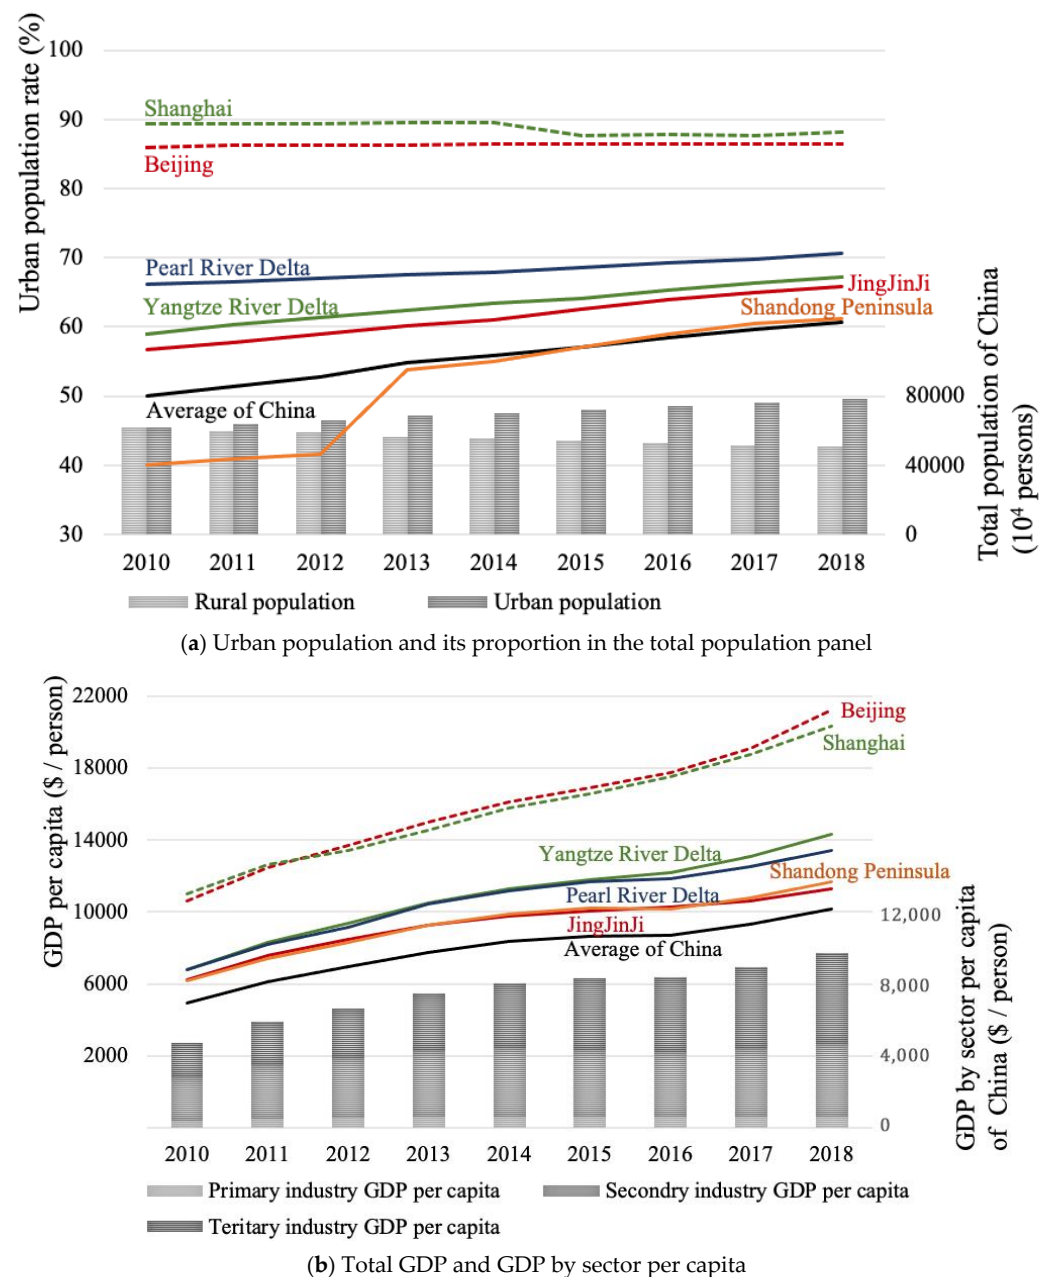 Urban population rate (%)
100
90
80
70
60
50
40
30
Shanghai
Beijing
Pearl River Delta
Yangtze River Delta
JingJinJi
Shandong Peninsula
Average of China
80000
40000
0
Total population of China
(10⁴ persons)
2010 2011 2012 2013 2014 2015 2016 2017 2018
Rural population Urban population
(a) Urban population and its proportion in the total population panel
GDP per capita ($ / person)
22000
18000
14000
10000
6000
2000
Beijing
Shanghai
Yangtze River Delta
Shandong Peninsula
Pearl River Delta
JingJinJi
Average of China
12,000
8,000
4,000
0
GDP by sector per capita
of China ($ / person)
2010 2011 2012 2013 2014 2015 2016 2017 2018
Primary industry GDP per capita Secondry industry GDP per capita
Teritary industry GDP per capita
(b) Total GDP and GDP by sector per capita